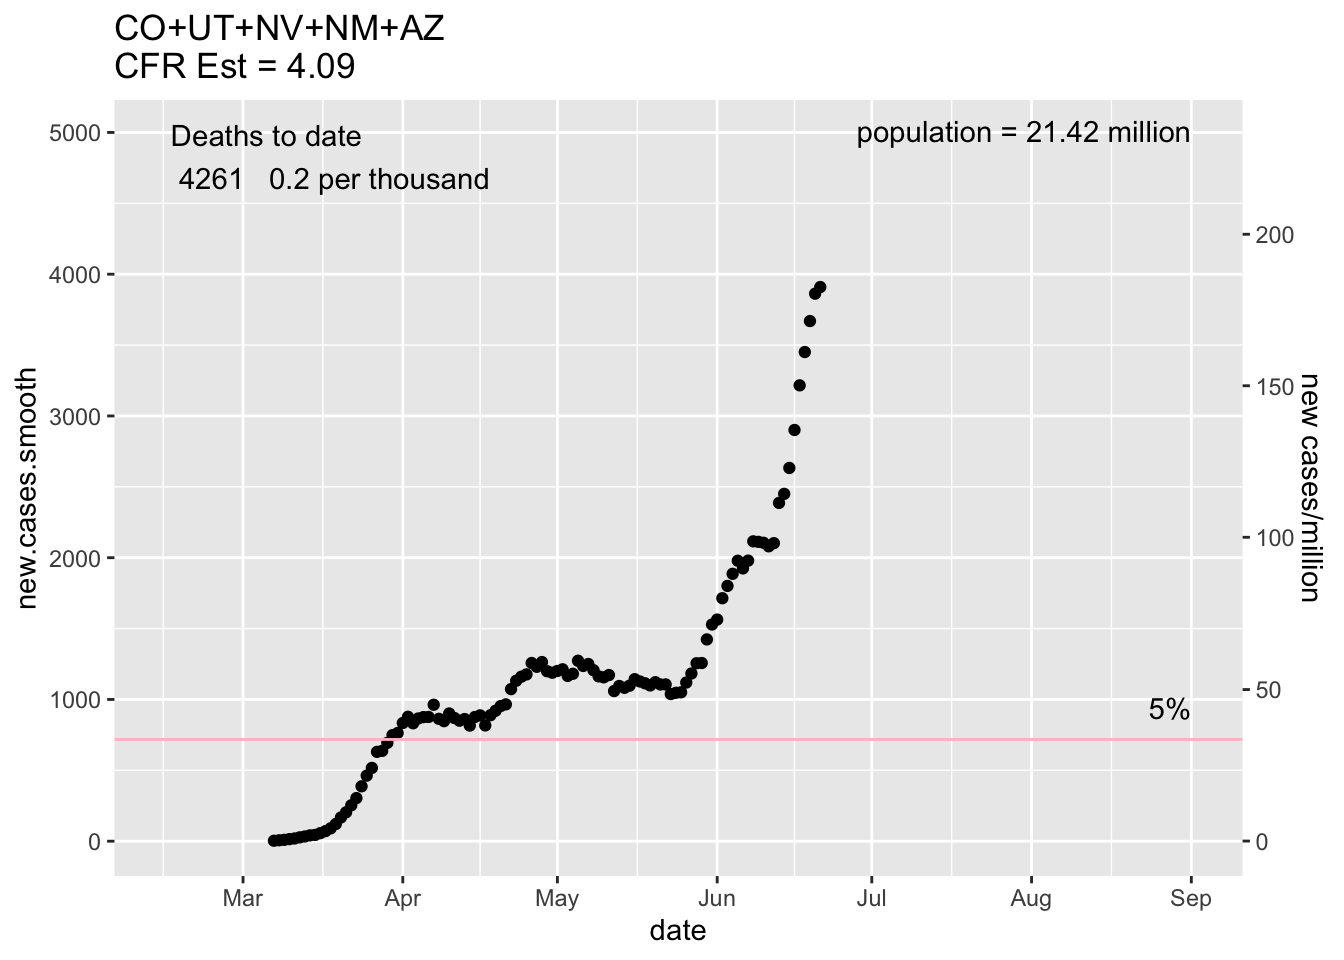 CO+UT+NV+NM+AZ
CFR Est = 4.09
Deaths to date
4261 0.2 per thousand
population = 21.42 million
5000
4000
3000
2000
1000
0
new.cases.smooth
200
150
100
50
0
new cases/million
5%
Mar Apr May Jun Jul Aug Sep
date